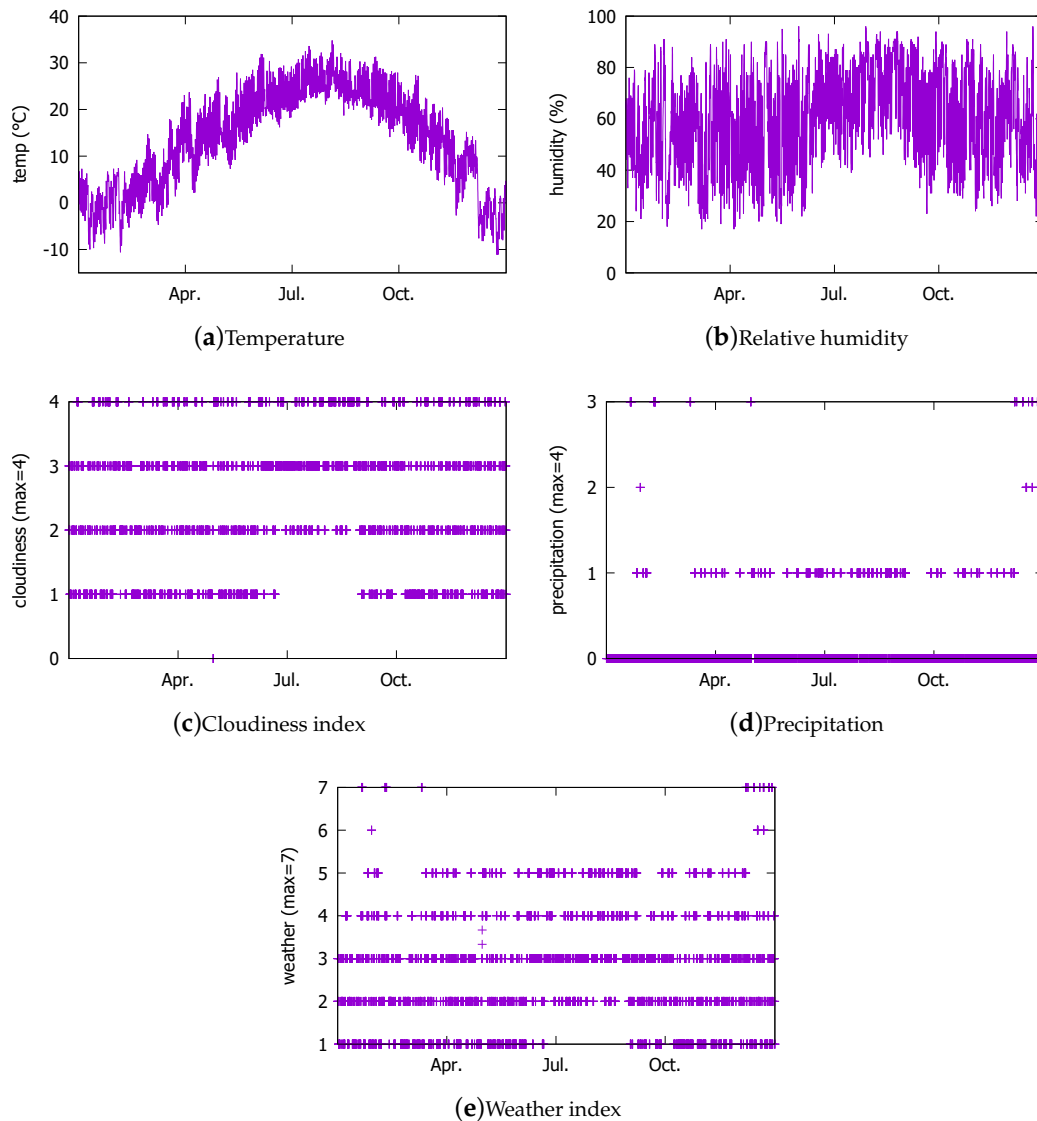 40
30
20
10
0
-10
temp (°C)
Apr.
Jul.
Oct.
(a)Temperature
100
80
60
40
20
0
humidity (%)
Apr.
Jul.
Oct.
(b)Relative humidity
4
3
2
1
0
cloudiness (max=4)
Apr.
Jul.
Oct.
(c)Cloudiness index
3
2
1
0
precipitation (max=4)
Apr.
Jul.
Oct.
(d)Precipitation
7
6
5
4
3
2
1
weather (max=7)
Apr.
Jul.
Oct.
(e)Weather index